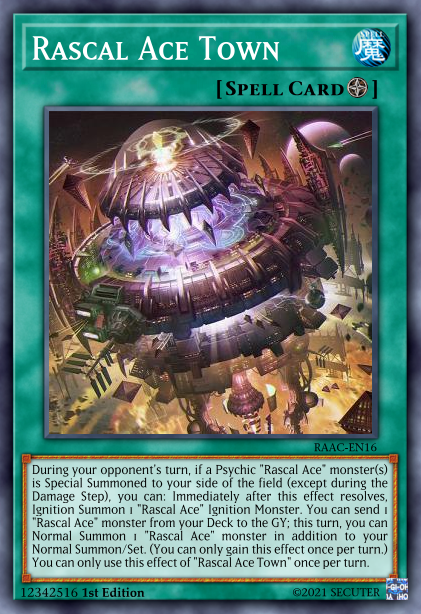 RASCAL ACE TOWN
魔
[SPELL CARD]
RAAC-EN16
During your opponent's turn, if a Psychic "Rascal Ace" monster(s)
is Special Summoned to your side of the field (except during the
Damage Step), you can: Immediately after this effect resolves,
Ignition Summon 1 "Rascal Ace" Ignition Monster. You can send 1
"Rascal Ace" monster from your Deck to the GY; this turn, you can
Normal Summon 1 "Rascal Ace" monster in addition to your
Normal Summon/Set. (You can only gain this effect once per turn.)
You can only use this effect of "Rascal Ace Town" once per turn.
12342516 1st Edition
©2021 SECUTER